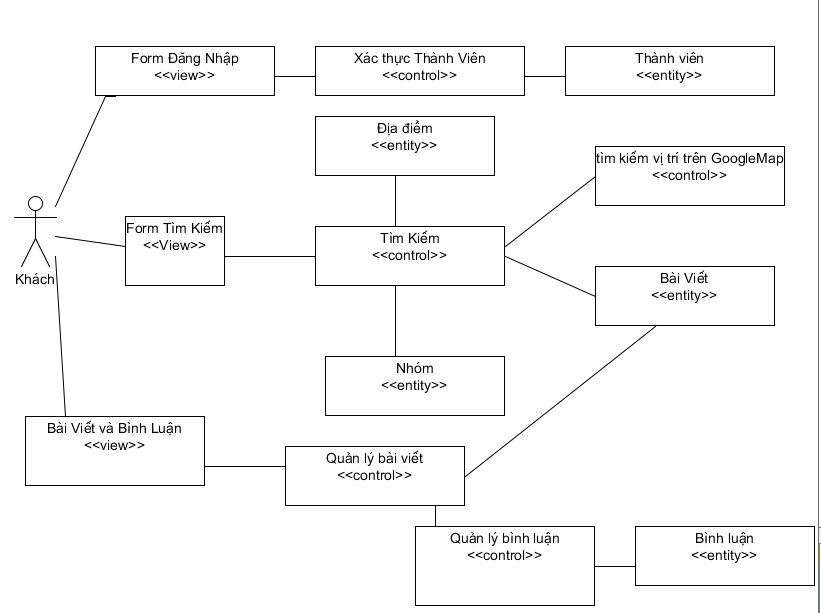 Form Đăng Nhập
<<view>>
Xác thực Thành Viên
<<control>>
Thành viên
<<entity>>
Địa điểm
<<entity>>
tìm kiếm vị trí trên GoogleMap
<<control>>
Khách
Form Tìm Kiếm
<<View>>
Tìm Kiếm
<<control>>
Bài Viết
<<entity>>
Nhóm
<<entity>>
Bài Viết và Bình Luận
<<view>>
Quản lý bài viết
<<control>>
Quản lý bình luận
<<control>>
Bình luận
<<entity>>